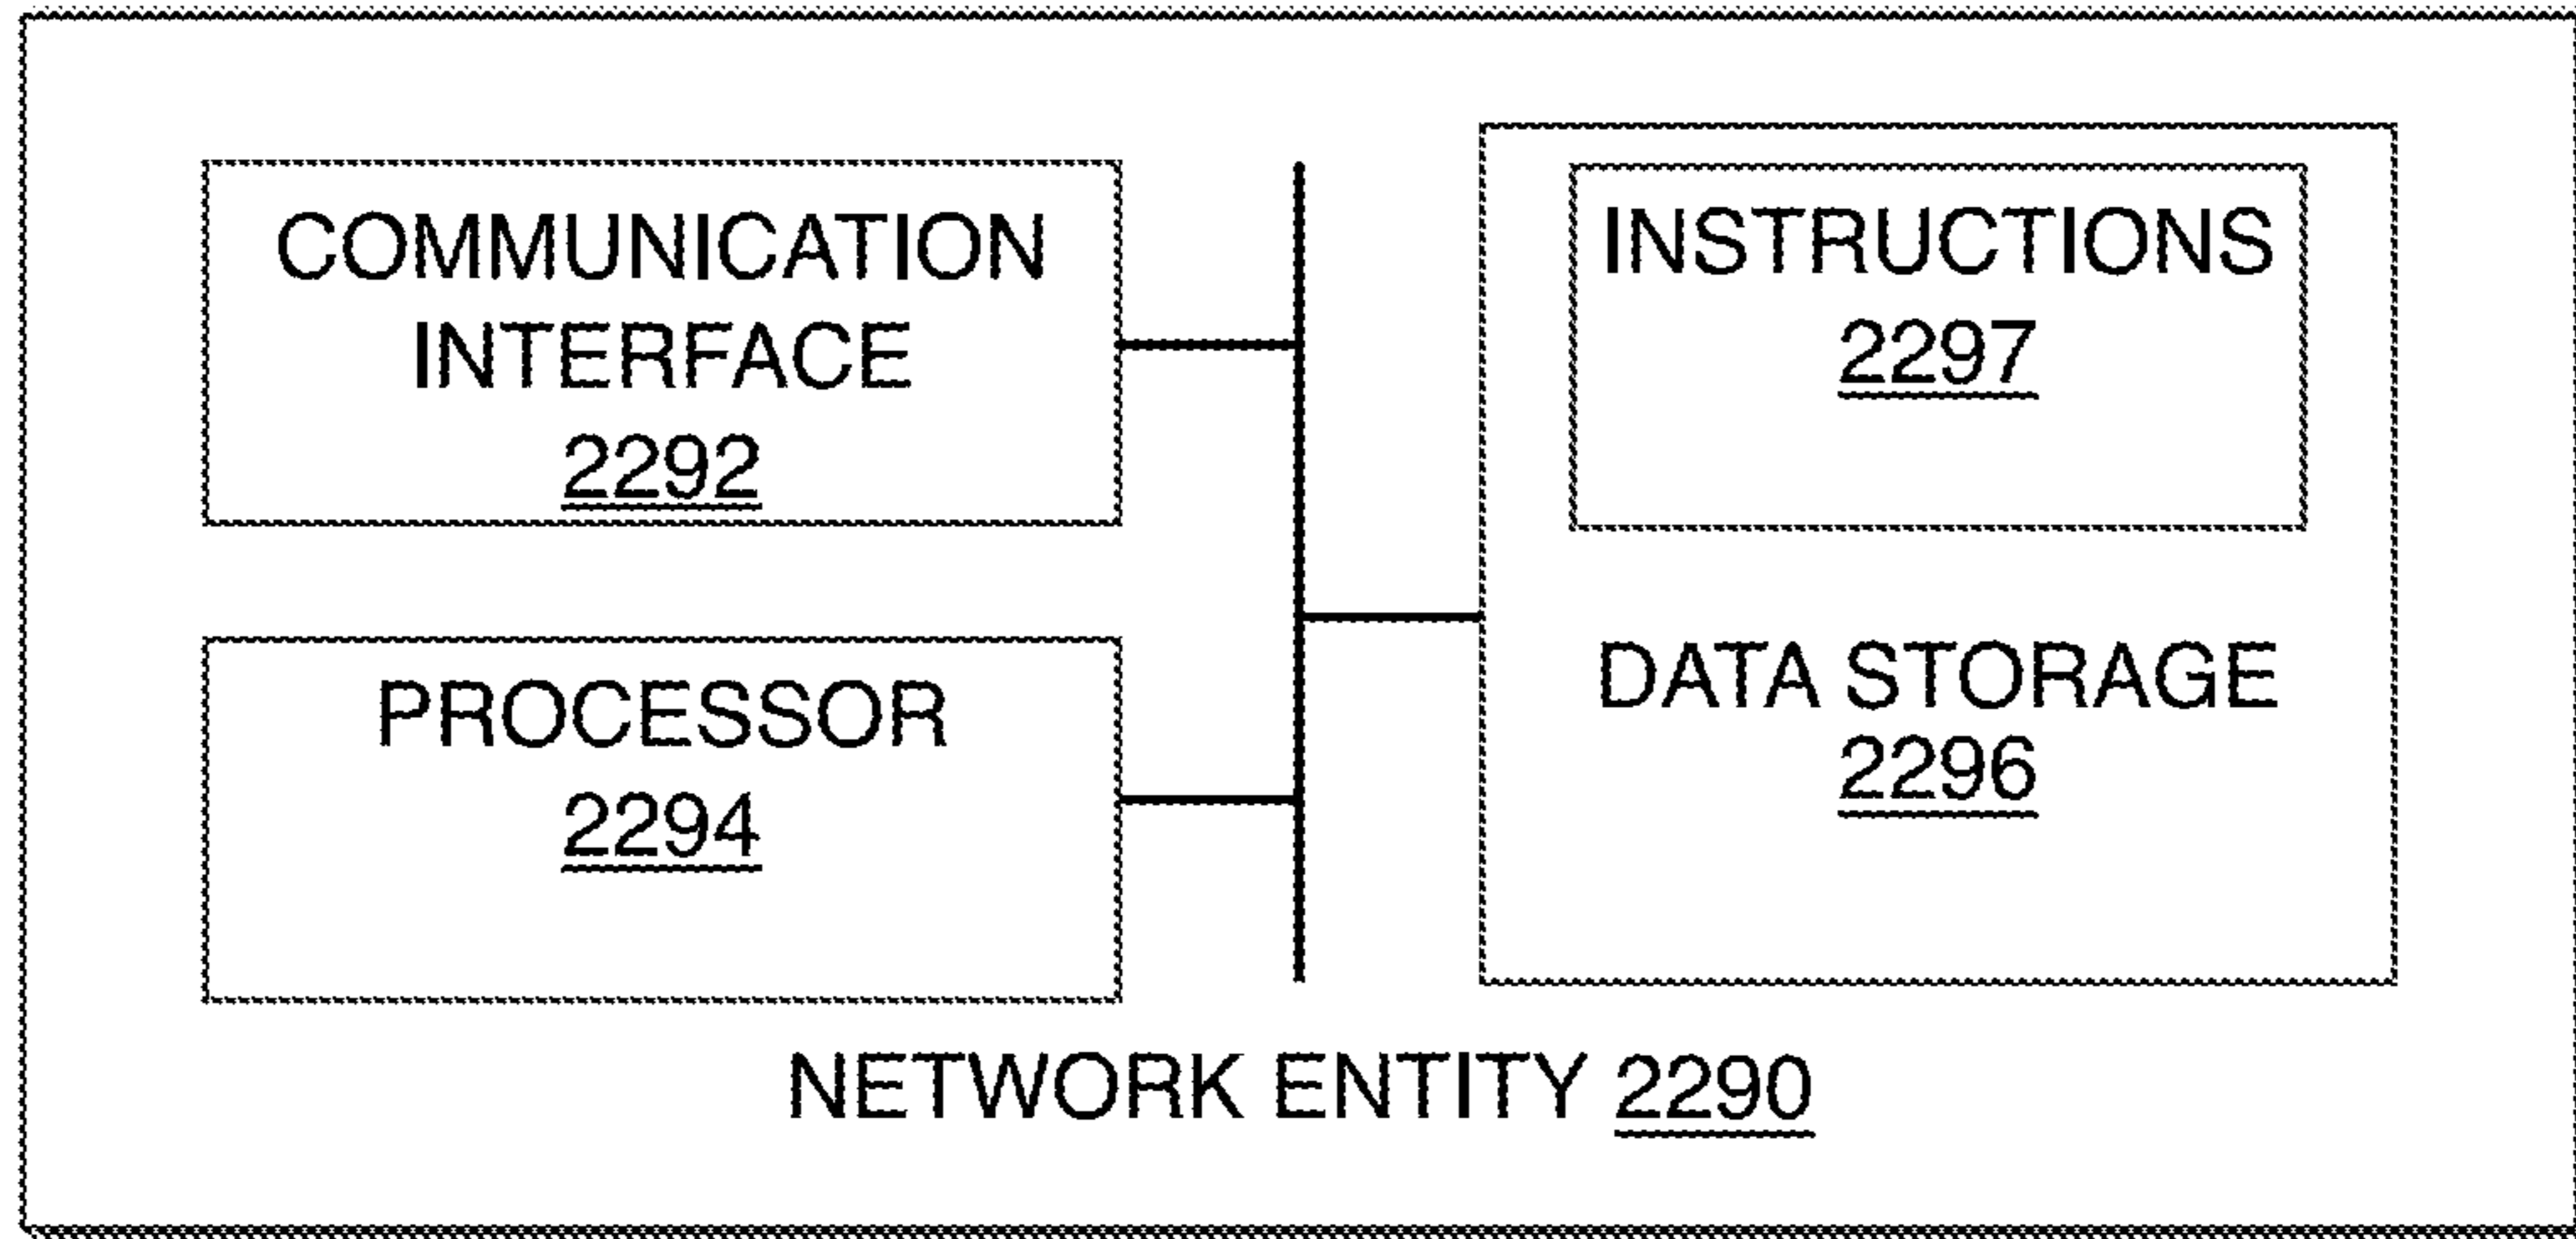 COMMUNICATION
INTERFACE
2292
PROCESSOR
2294
INSTRUCTIONS
2297
DATA STORAGE
2296
NETWORK ENTITY 2290